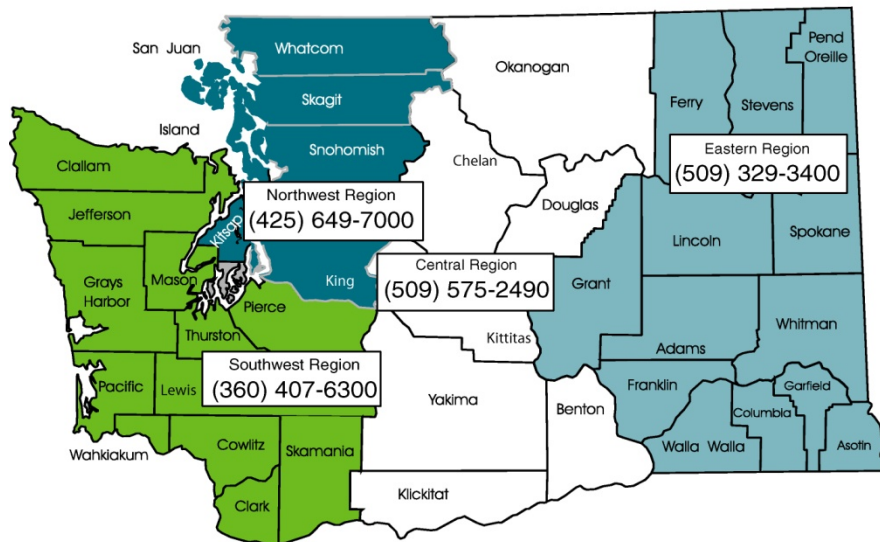 San Juan
Whatcom
Okanogan
Pend
Oreille
Skagit
Ferry
Stevens
Island
Snohomish
Chelan
Eastern Region
(509) 329-3400
Clallam
Northwest Region
(425) 649-7000
Douglas
Jefferson
Kitsap
Lincoln
Spokane
Central Region
(509) 575-2490
Grays
Harbor
Mason
King
Grant
Pierce
Thurston
Kittitas
Adams
Whitman
Southwest Region
(360) 407-6300
Pacific
Lewis
Yakima
Benton
Franklin
Garfield
Columbia
Wahkiakum
Cowlitz
Skamania
Walla Walla
Asotin
Clark
Klickitat